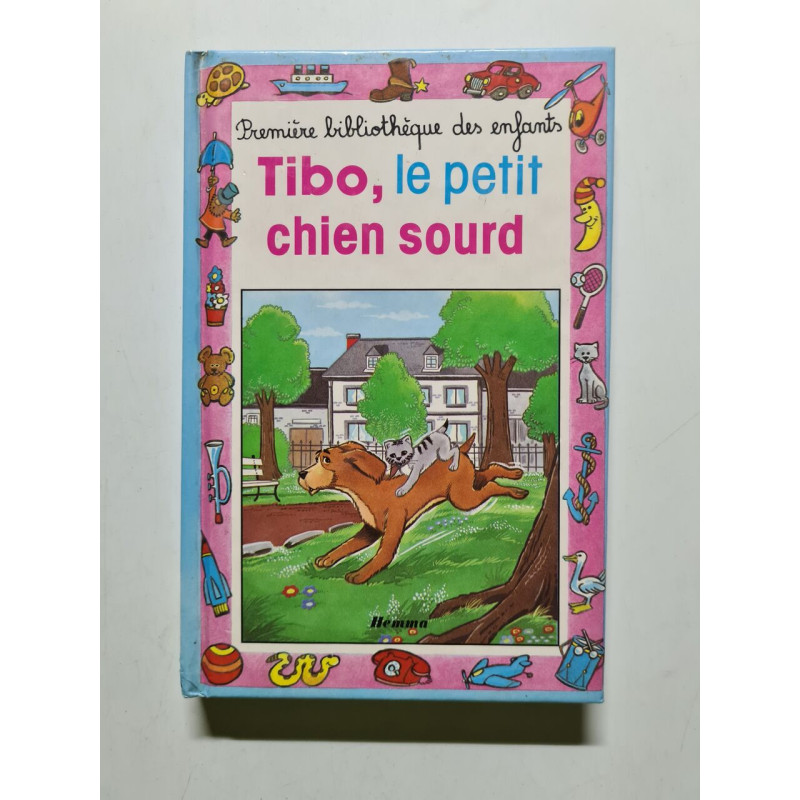 Première bibliothèque des enfants
Tibo, le petit
chien sourd
Hemma